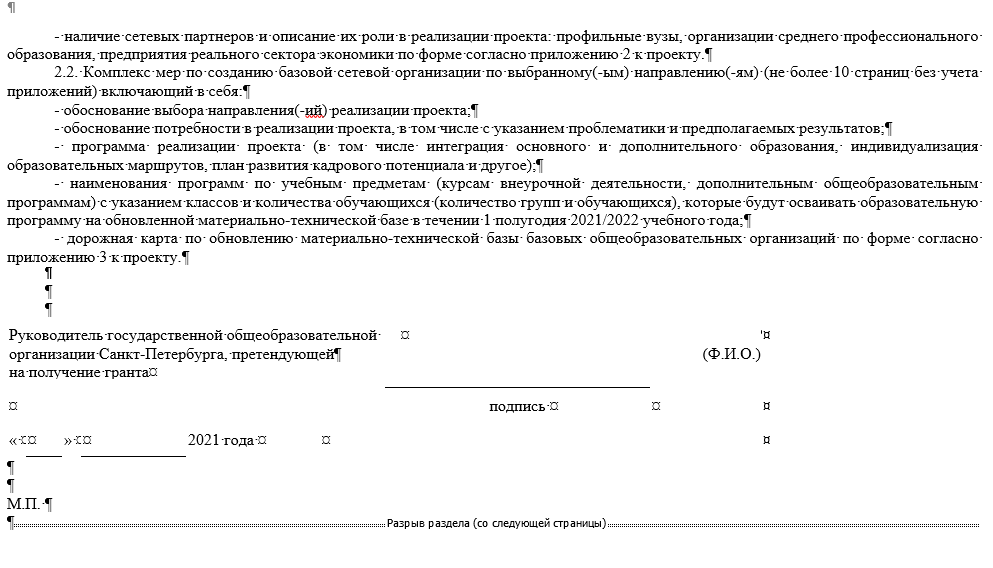 - наличие сетевых партнеров и описание их роли в реализации проекта: профильные вузы, организации среднего профессионального
образования, предприятия реального сектора экономики по форме согласно приложению 2 к проекту.¶
2.2. Комплекс мер по созданию базовой сетевой организации по выбранному(-ым) направлению(-ям) (не более 10 страниц без учета
приложений) включающий в себя:¶
- обоснование выбора направления(-ий) реализации проекта;¶
- обоснование потребности в реализации проекта, в том числе с указанием проблематики и предполагаемых результатов;¶
- программа реализации проекта (в том числе интеграция основного и дополнительного образования, индивидуализация
образовательных маршрутов, план развития кадрового потенциала и другое);¶
- наименования программ по учебным предметам (курсам внеурочной деятельности, дополнительным общеобразовательным
программам) с указанием классов и количества обучающихся (количество групп и обучающихся), которые будут осваивать образовательную
программу на обновленной материально-технической базе в течении 1 полугодия 2021/2022 учебного года;¶
- дорожная карта по обновлению материально-технической базы базовых общеобразовательных организаций по форме согласно
приложению 3 к проекту.¶
Руководитель государственной общеобразовательной
организации Санкт-Петербурга, претендующей¶ (Ф.И.О.)
на получение гранта¤
подпись ¤
« » 2021 года ¤
М.П. ¶
Разрыв раздела (со следующей страницы)